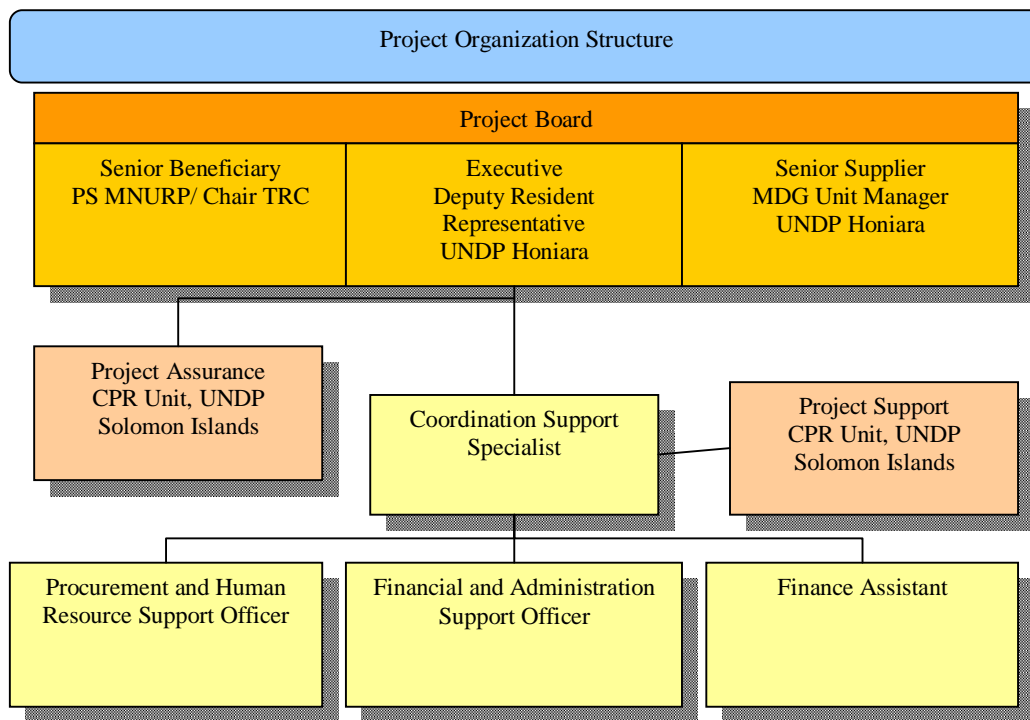 Project Organization Structure
Project Board
Senior Beneficiary
PS MNURP/ Chair TRC
Executive
Deputy Resident
Representative
UNDP Honiara
Senior Supplier
MDG Unit Manager
UNDP Honiara
Project Assurance
CPR Unit, UNDP
Solomon Islands
Coordination Support
Specialist
Project Support
CPR Unit, UNDP
Solomon Islands
Procurement and Human
Resource Support Officer
Financial and Administration
Support Officer
Finance Assistant